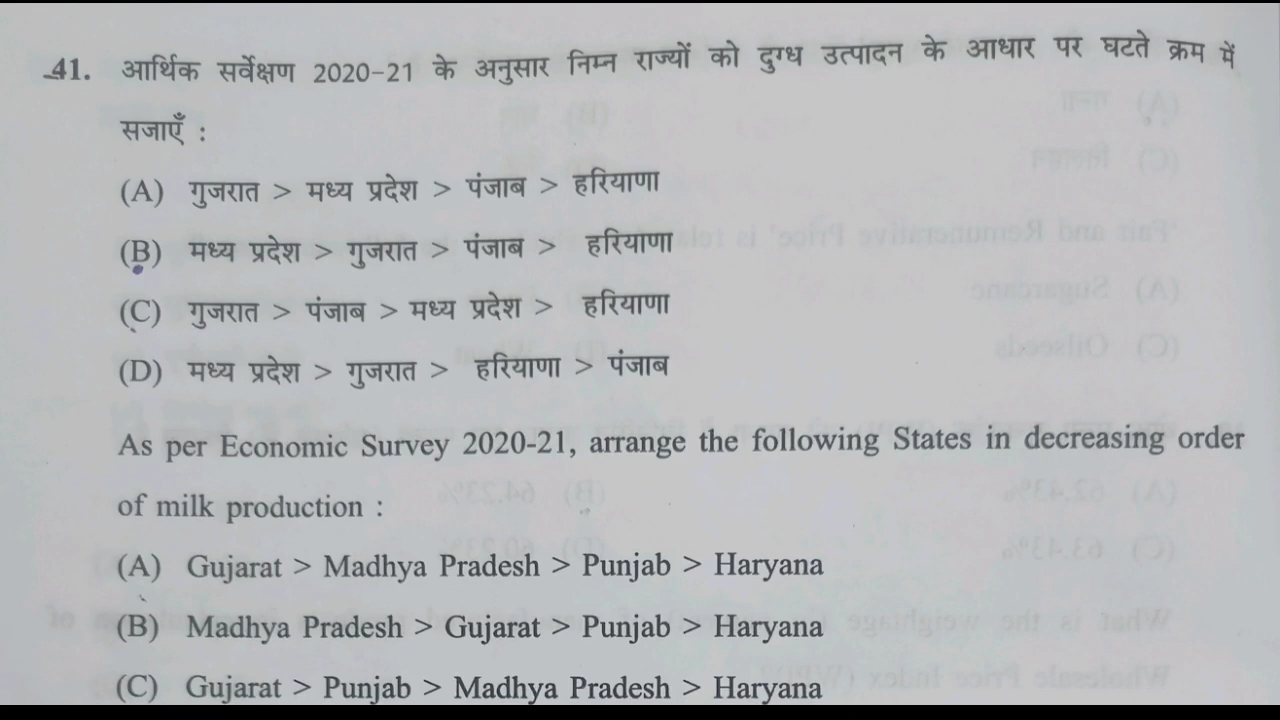 41. आर्थिक सर्वेक्षण 2020-21 के अनुसार निम्न राज्यों को दुग्ध उत्पादन के आधार पर घटते क्रम में
सजाएँ :
(A) गुजरात > मध्य प्रदेश > पंजाब > हरियाणा
(B) मध्य प्रदेश > गुजरात > पंजाब > हरियाणा
(C) गुजरात > पंजाब > मध्य प्रदेश > हरियाणा
(D) मध्य प्रदेश > गुजरात > हरियाणा > पंजाब
As per Economic Survey 2020-21, arrange the following States in decreasing order
of milk production :
(A) Gujarat > Madhya Pradesh > Punjab > Haryana
(B) Madhya Pradesh > Gujarat > Punjab > Haryana
(C) Gujarat > Punjab > Madhya Pradesh > Haryana